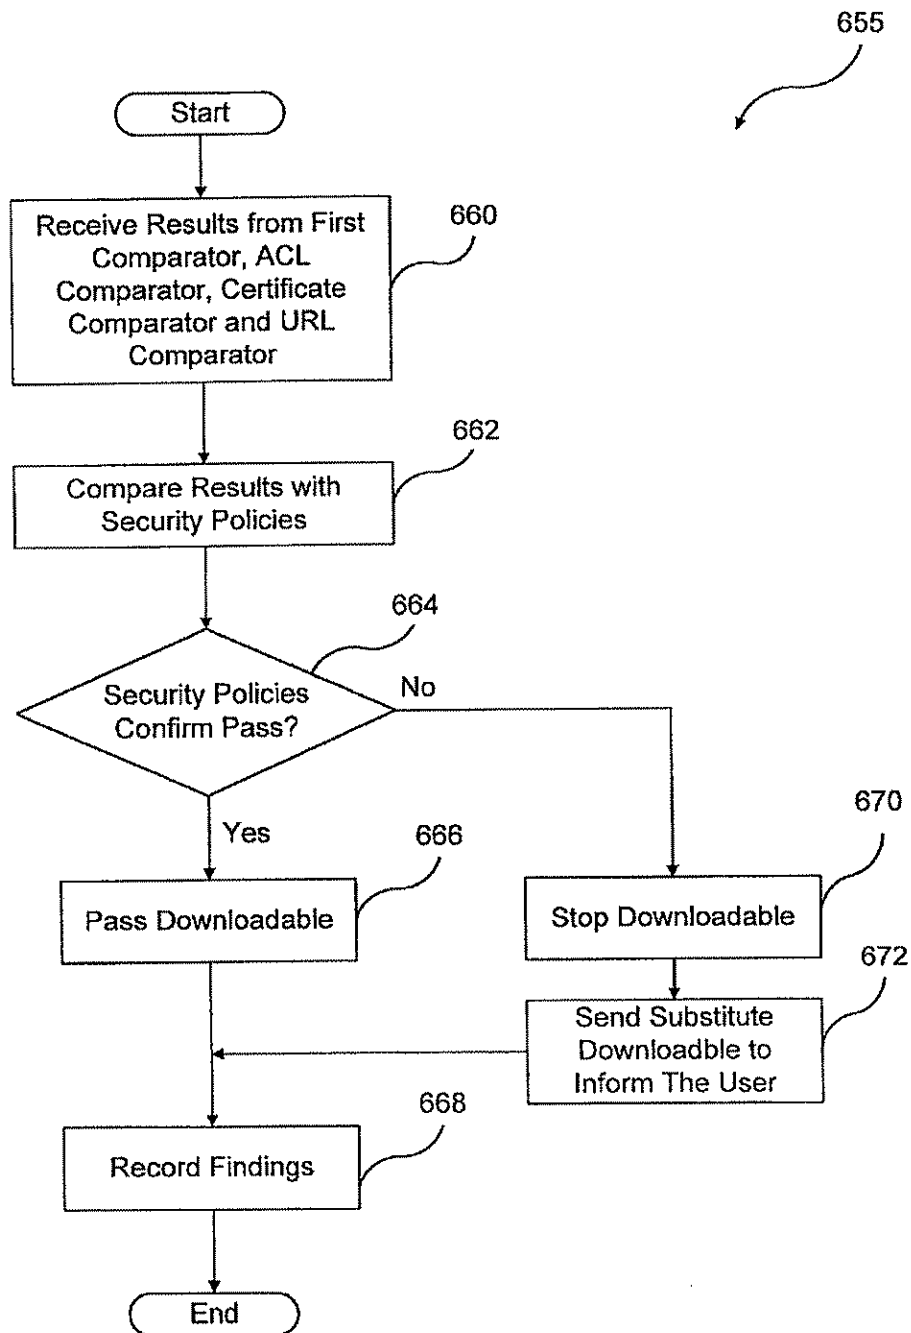 655
Start
Receive Results from First
Comparator, ACL
Comparator, Certificate
Comparator and URL
Comparator
660
Compare Results with
Security Policies
662
Security Policies
Confirm Pass?
664
No
Yes
Pass Downloadable
666
Stop Downloadable
670
Send Substitute
Downloadble to
Inform The User
672
Record Findings
668
End